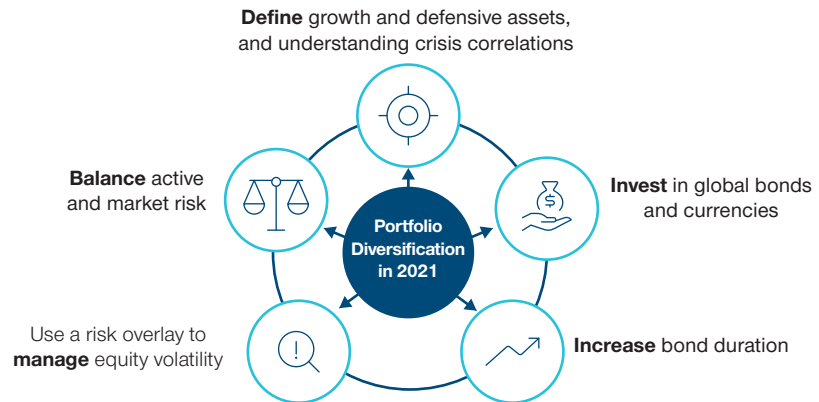 Define growth and defensive assets,
and understanding crisis correlations
Balance active
and market risk
Portfolio
Diversification
in 2021
$
Invest in global bonds
and currencies
Use a risk overlay to
manage equity volatility
!
Increase bond duration